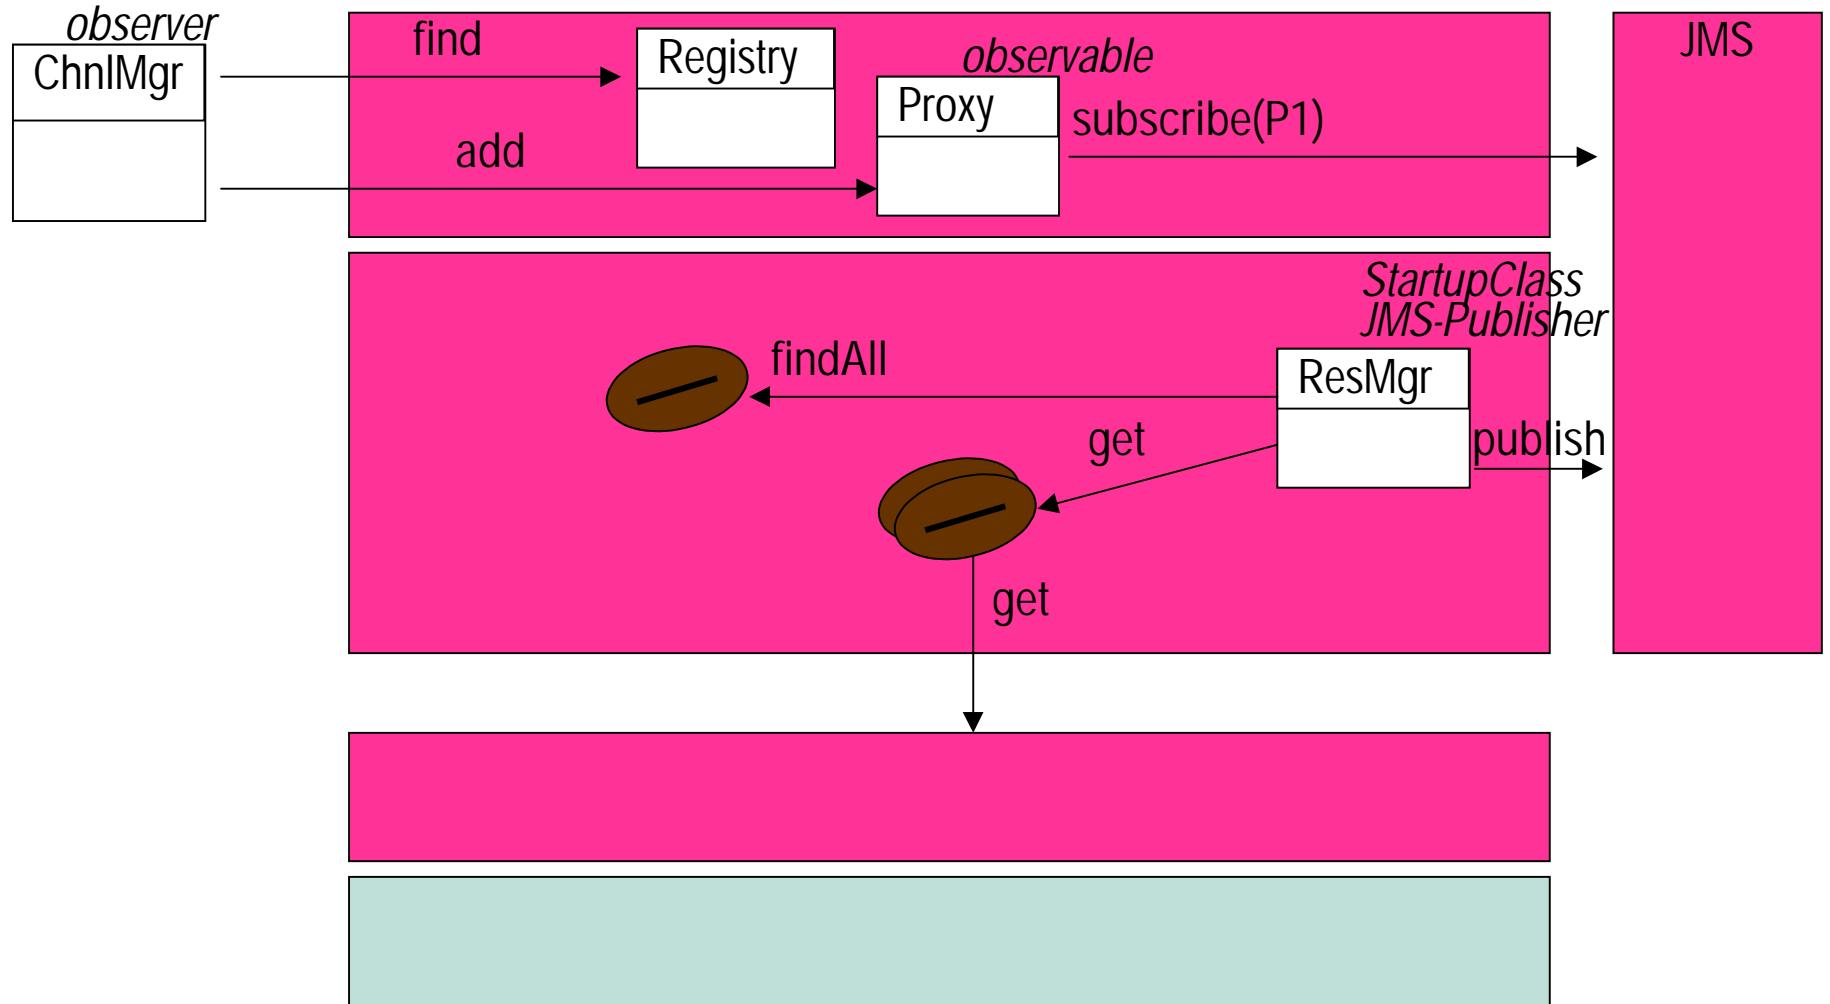 observer
ChnlMgr
find
Registry
observable
Proxy
JMS
subscribe(P1)
add
StartupClass
JMS-Publisher
findAll
ResMgr
get
publish
get